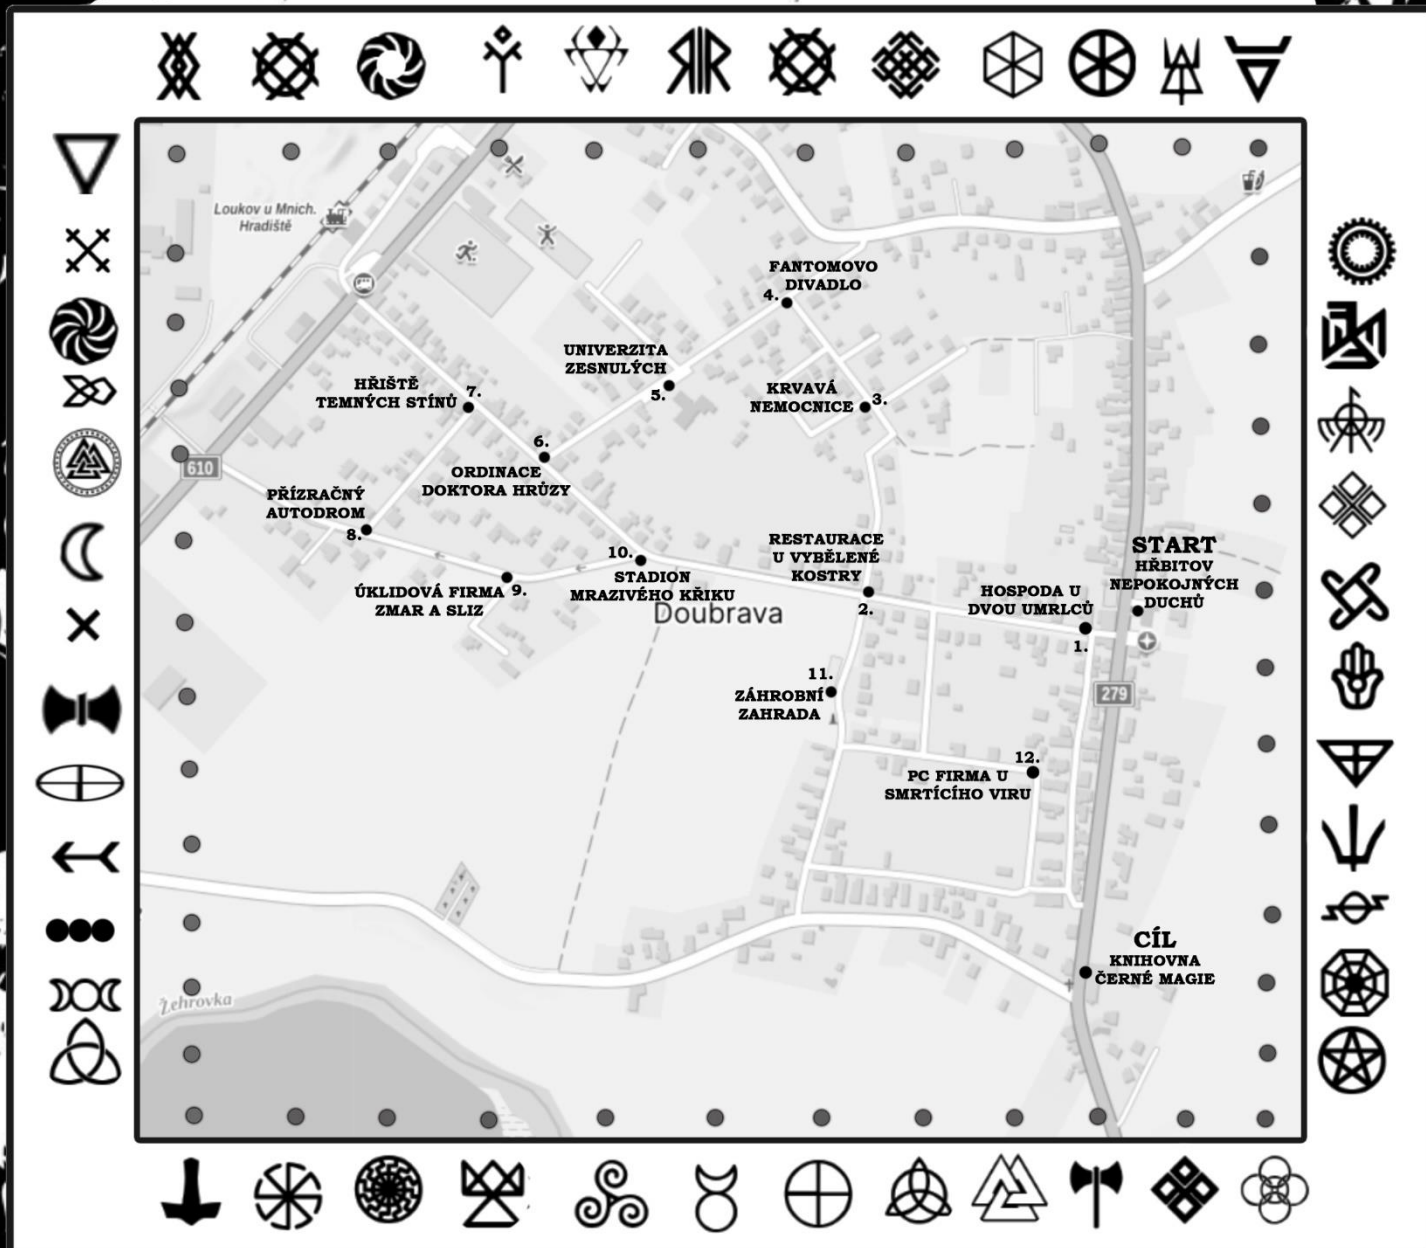 Loukov u Mnich.
Hradiště
FANTOMOVO
DIVADLO
4.
UNIVERZITA
ZESNULÝCH
5.
HŘIŠTĚ
TEMNÝCH STÍNŮ
7.
KRVAVÁ
NEMOCNICE
3.
6.
ORDINACE
DOKTORA HRŮZY
610
PŘÍZRAČNÝ
AUTODROM
8.
RESTAURACE
U VYBĚLENÉ
KOSTRY
2.
START
HŘBITOV
NEPOKOJNÝCH
DUCHŮ
10.
STADION
MRAZIVÉHO KŘIKU
ÚKLIDOVÁ FIRMA
ZMAR A SLIZ
9.
HOSPODA U
DVOU UMRLCŮ
1.
Doubrava
11.
ZÁHROBNÍ
ZAHRADA
279
12.
PC FIRMA U
SMRTÍCÍHO VIRU
CÍL
KNIHOVNA
ČERNÉ MAGIE
Žehrovka